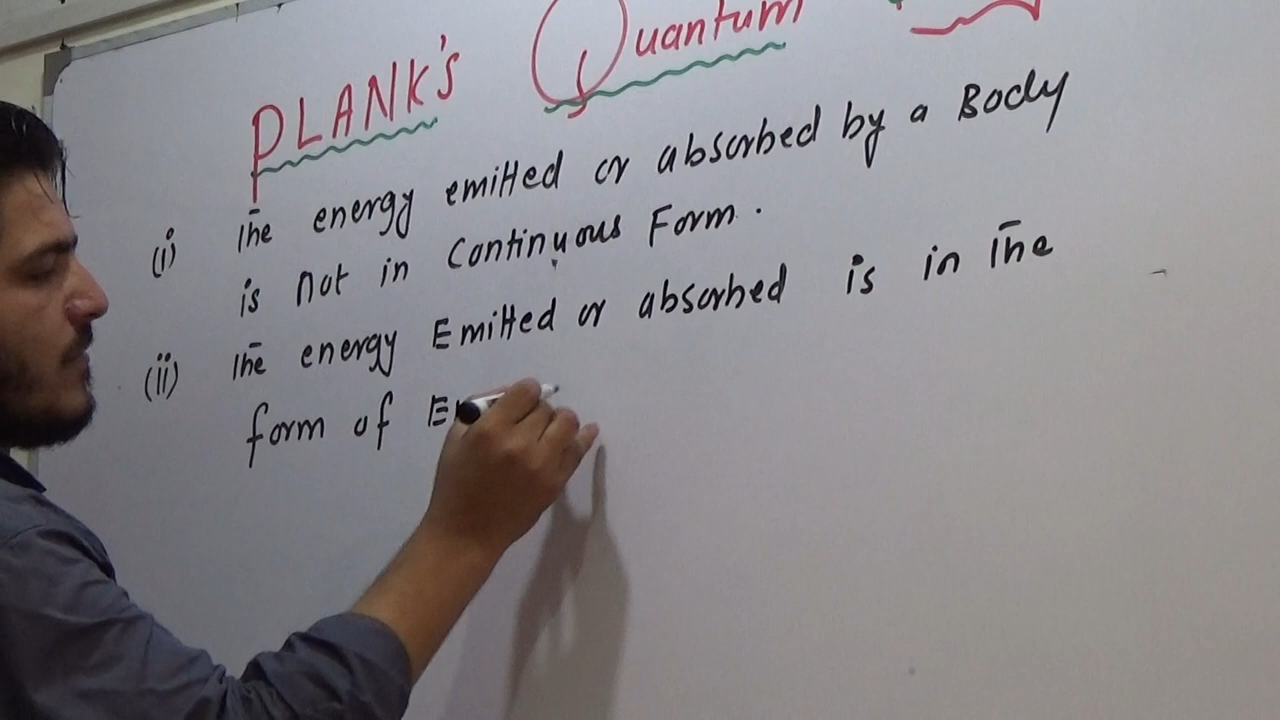 PLANK'S Quantum
(i) The energy emitted or absorbed by a Body
is not in Continuous Form.
(ii) The energy Emitted or absorbed is in the
form of